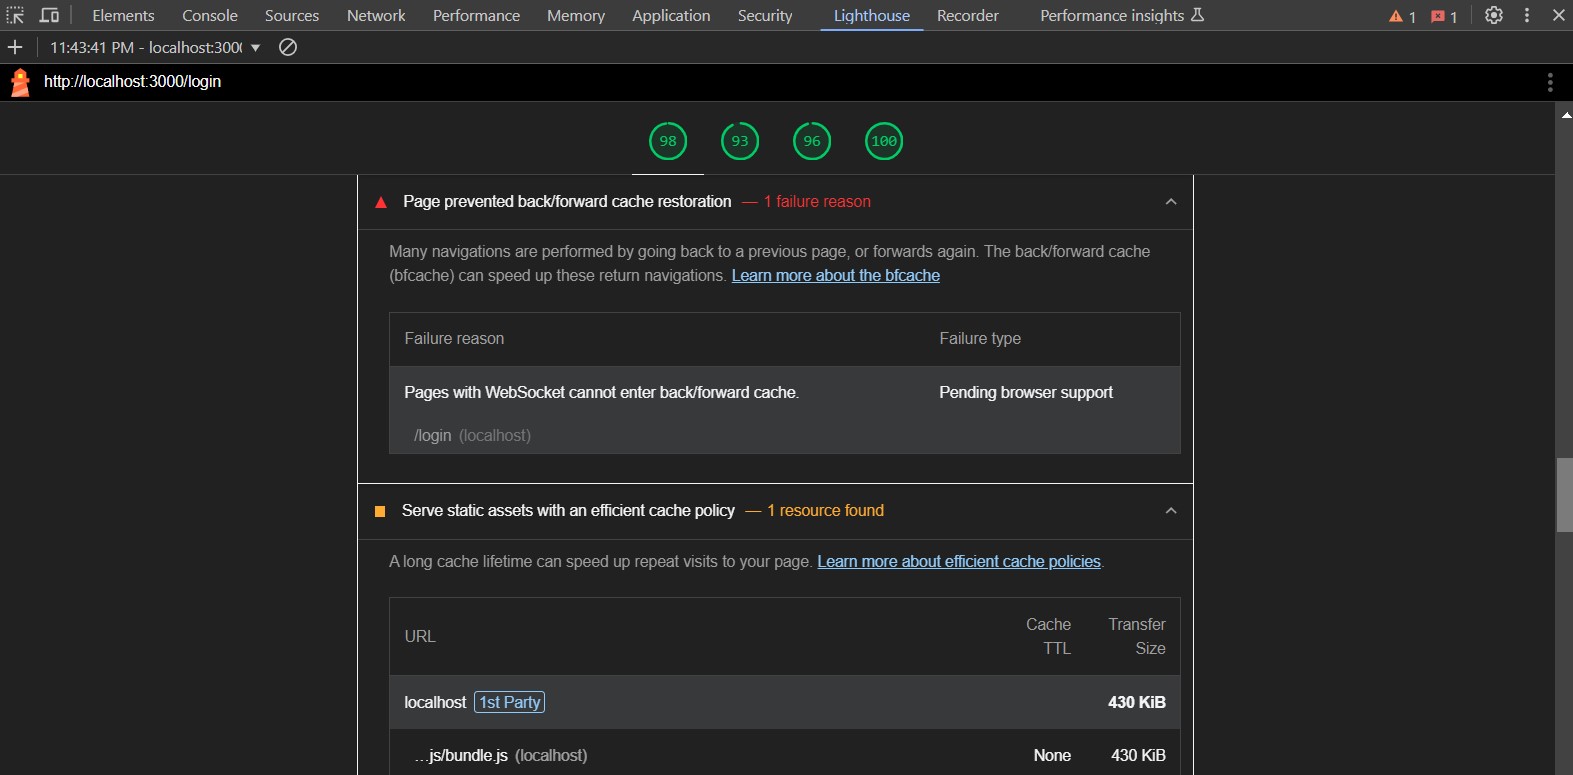 Elements Console Sources Network Performance Memory Application Security Lighthouse Recorder Performance insights 1 1
11:43:41 PM - localhost:3000
http://localhost:3000/login
98 93 96 100
Page prevented back/forward cache restoration — 1 failure reason
Many navigations are performed by going back to a previous page, or forwards again. The back/forward cache
(bfcache) can speed up these return navigations. Learn more about the bfcache
Failure reason Failure type
Pages with WebSocket cannot enter back/forward cache. Pending browser support
/login (localhost)
Serve static assets with an efficient cache policy — 1 resource found
A long cache lifetime can speed up repeat visits to your page. Learn more about efficient cache policies.
URL Cache TTL Transfer Size
localhost 1st Party 430 KiB
…js/bundle.js (localhost) None 430 KiB